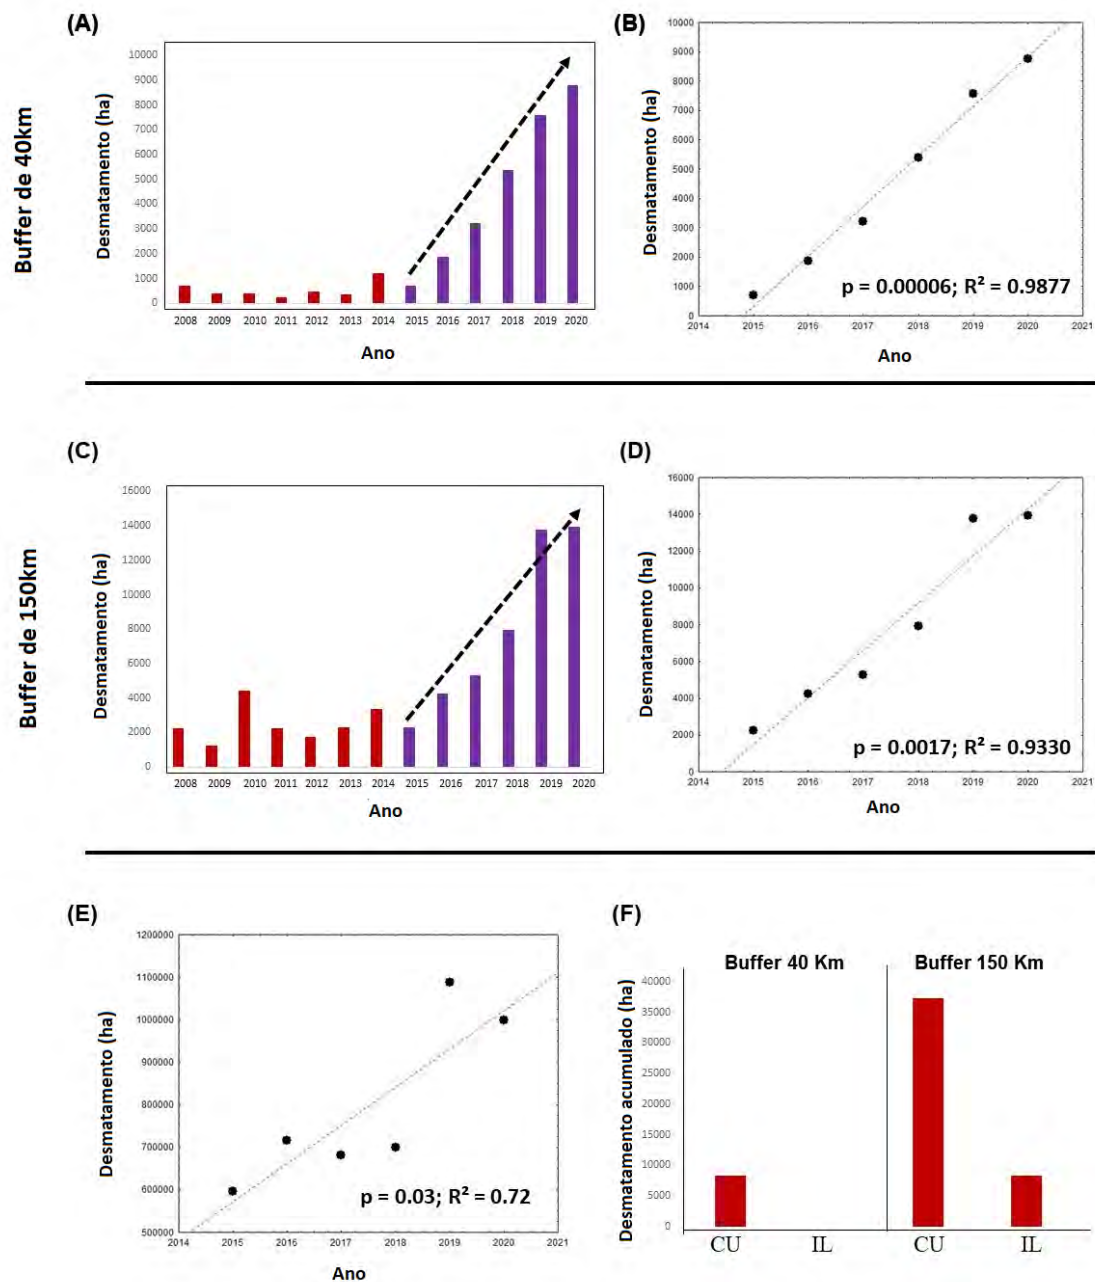 (A)
Buffer de 40km
Desmatamento (ha)
10000
9000
8000
7000
6000
5000
4000
3000
2000
1000
0
2008 2009 2010 2011 2012 2013 2014 2015 2016 2017 2018 2019 2020
Ano
(B)
Desmatamento (ha)
10000
9000
8000
7000
6000
5000
4000
3000
2000
1000
0
p = 0.00006; R² = 0.9877
2014 2015 2016 2017 2018 2019 2020 2021
Ano
(C)
Buffer de 150km
Desmatamento (ha)
16000
14000
12000
10000
8000
6000
4000
2000
0
2008 2009 2010 2011 2012 2013 2014 2015 2016 2017 2018 2019 2020
Ano
(D)
Desmatamento (ha)
16000
14000
12000
10000
8000
6000
4000
2000
0
p = 0.0017; R² = 0.9330
2014 2015 2016 2017 2018 2019 2020 2021
Ano
(E)
Desmatamento (ha)
1200000
1100000
1000000
900000
800000
700000
600000
500000
p = 0.03; R² = 0.72
2014 2015 2016 2017 2018 2019 2020 2021
Ano
(F)
Desmatamento acumulado (ha)
Buffer 40 Km Buffer 150 Km
40000
35000
30000
25000
20000
15000
10000
5000
0
CU IL CU IL